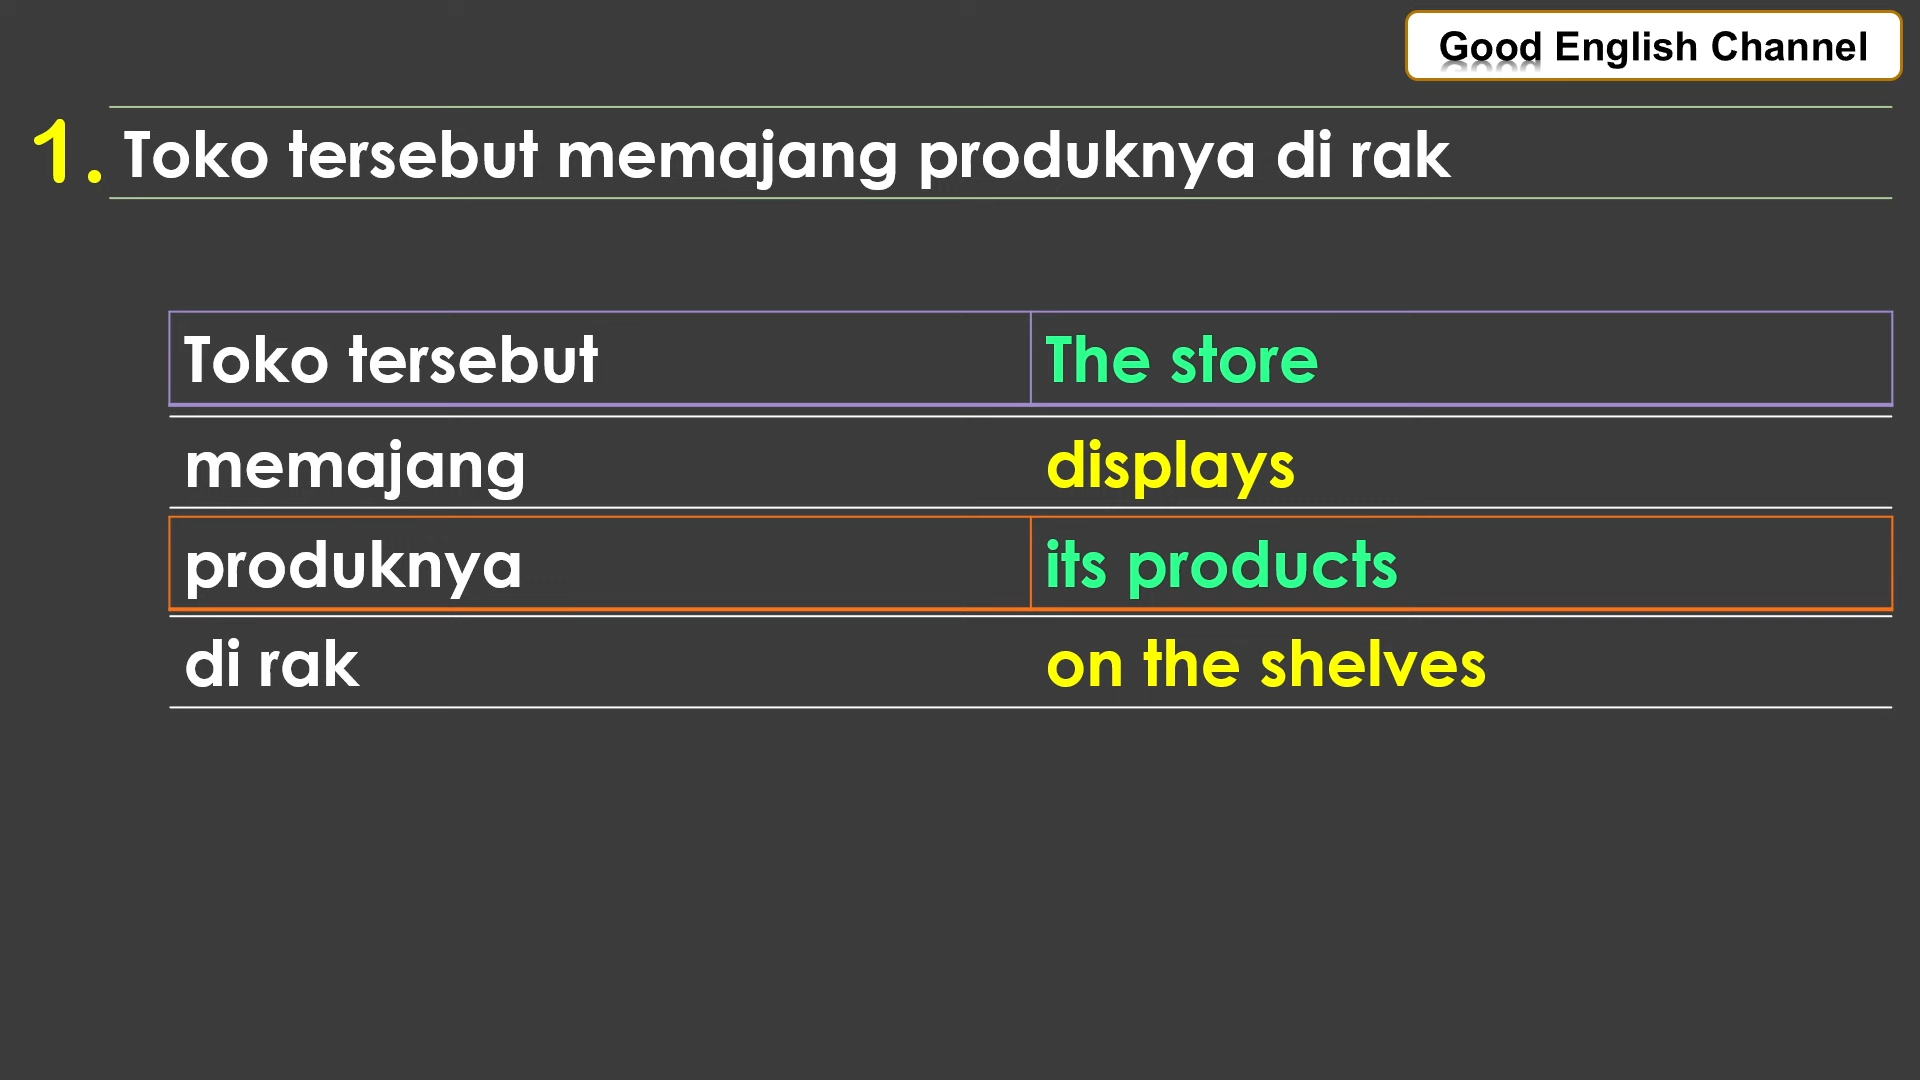 Good English Channel
1. Toko tersebut memajang produknya di rak
Toko tersebut The store
memajang displays
produknya its products
di rak on the shelves